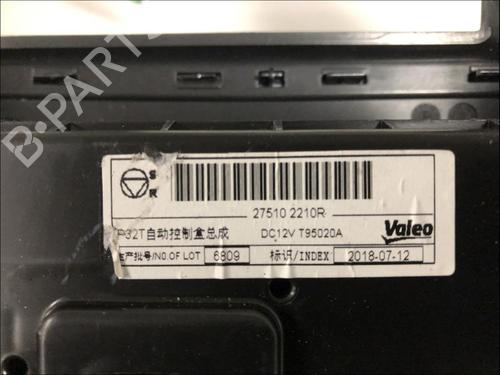 B-PARTS
S
R
27510 2210R
P32T自动控制盒总成 DC12V T95020A Valeo
生产批号/NO.OF LOT 6809 标识/INDEX 2018-07-12